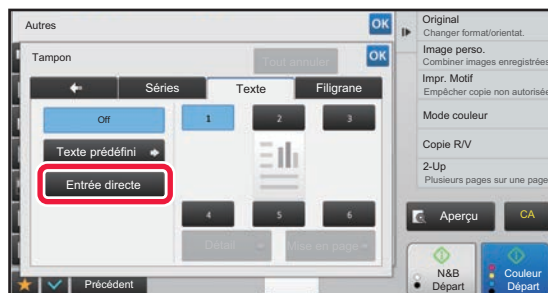 Autres
OK
Tampon
Tout annuler
OK
Séries
Texte
Filigrane
Off
1
2
3
Texte prédéfini
Entrée directe
4
5
6
Détail
Mise en page
Précédent
Original
Changer format/orientat.
Image perso.
Combiner images enregistrées
Impr. Motif
Empêcher copie non autorisée
Mode couleur
Copie R/V
2-Up
Plusieurs pages sur une page
Aperçu
CA
N&B
Départ
Couleur
Départ